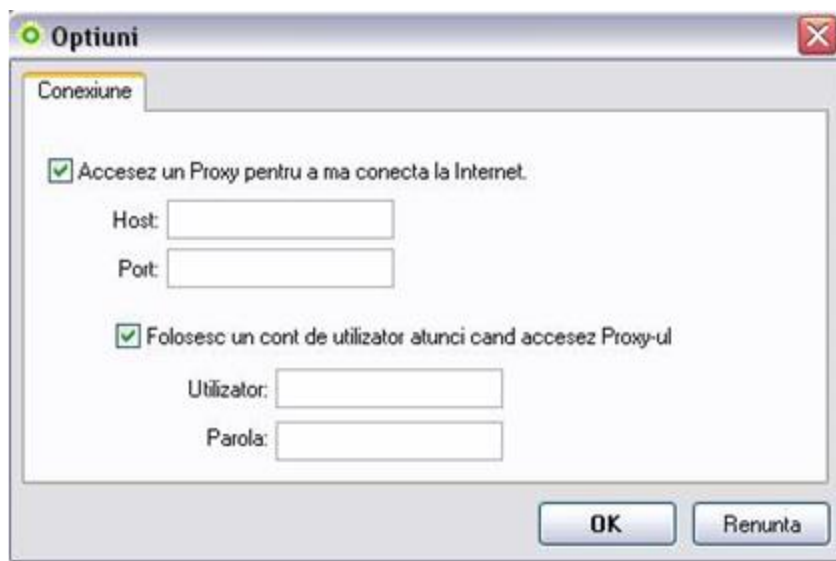 Optiuni
Conexiune
Accesez un Proxy pentru a ma conecta la Internet.
Host:
Port:
Folosesc un cont de utilizator atunci cand accesez Proxy-ul
Utilizator:
Parola:
OK Renunta